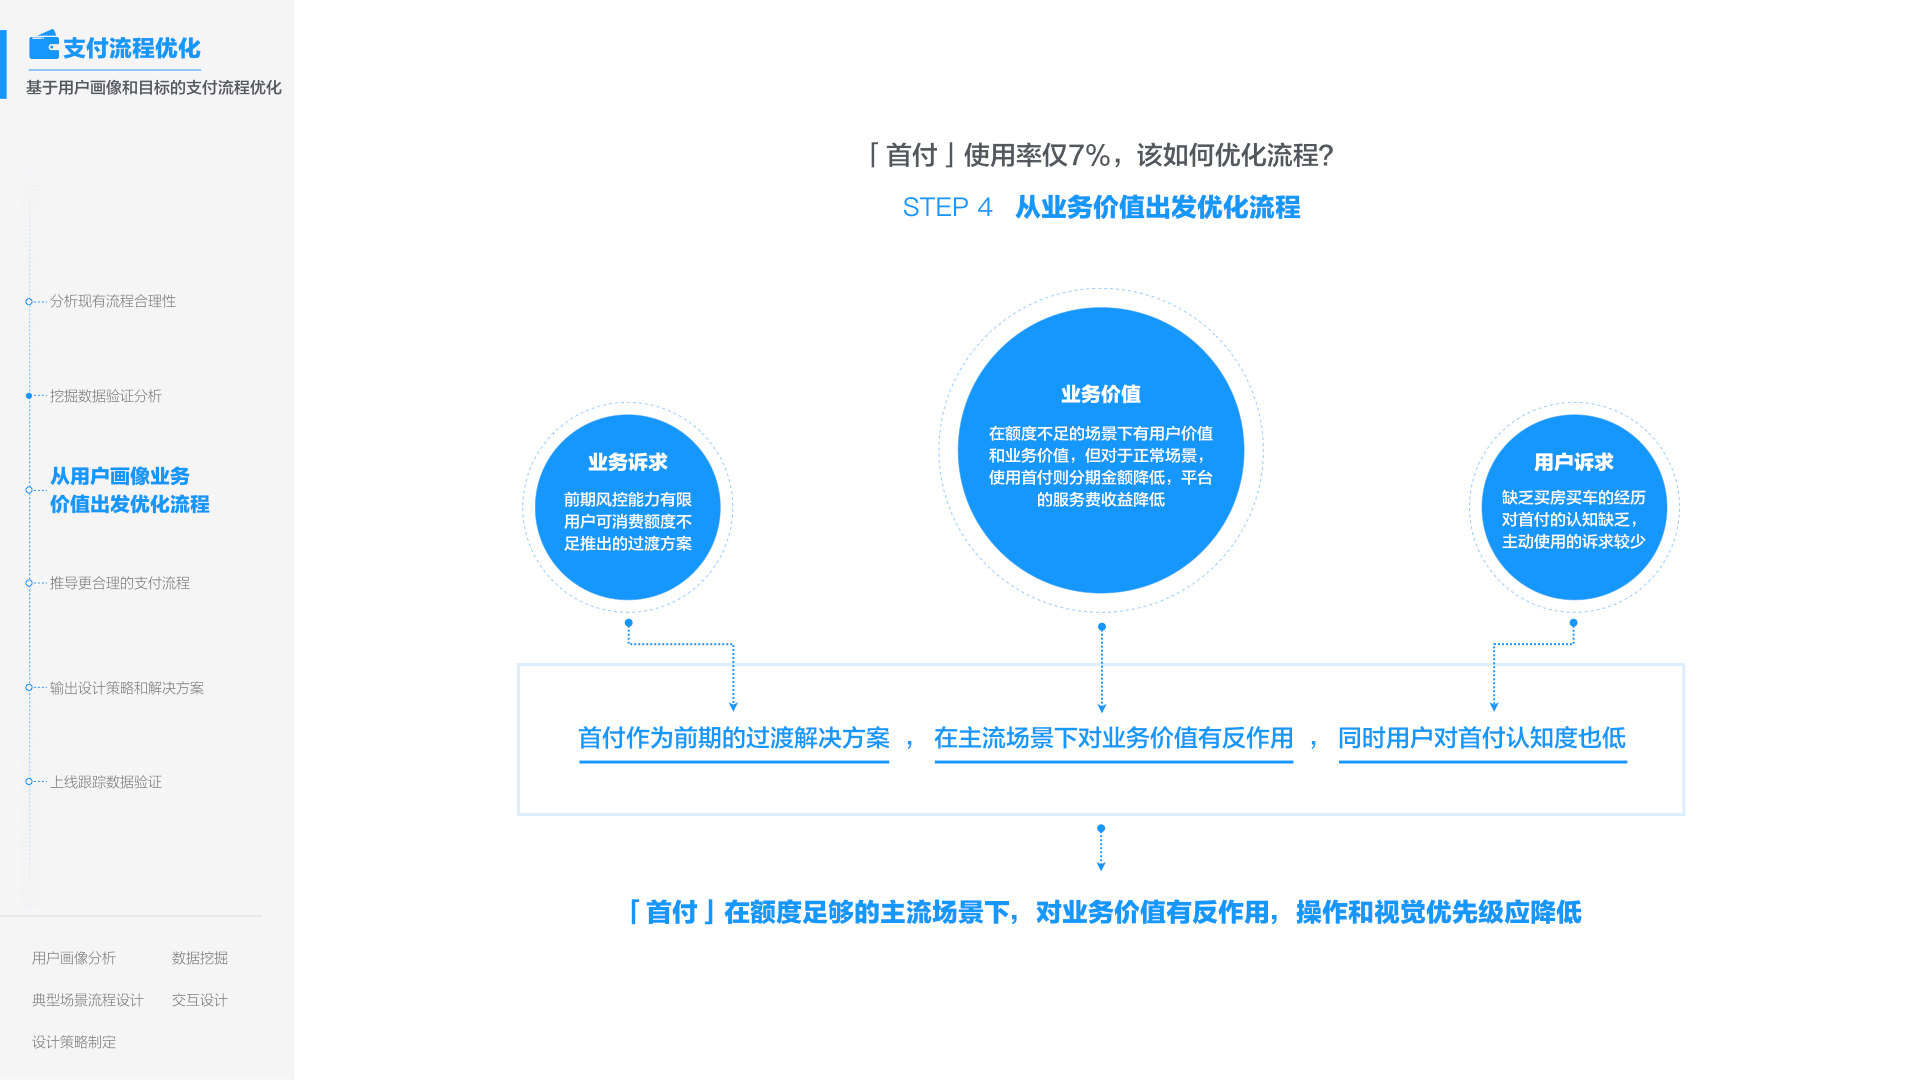 支付流程优化
基于用户画像和目标的支付流程优化
分析现有流程合理性
挖掘数据验证分析
从用户画像业务
价值出发优化流程
推导更合理的支付流程
输出设计策略和解决方案
上线跟踪数据验证
用户画像分析
数据挖掘
典型场景流程设计
交互设计
设计策略制定
「首付」使用率仅7%，该如何优化流程?
STEP 4 从业务价值出发优化流程
业务诉求
前期风控能力有限
用户可消费额度不
足推出的过渡方案
业务价值
在额度不足的场景下有用户价值
和业务价值，但对于正常场景，
使用首付则分期金额降低，平台
的服务费收益降低
用户诉求
缺乏买房买车的经历
对首付的认知缺乏，
主动使用的诉求较少
首付作为前期的过渡解决方案 ， 在主流场景下对业务价值有反作用 ， 同时用户对首付认知度也低
「首付」在额度足够的主流场景下，对业务价值有反作用，操作和视觉优先级应降低